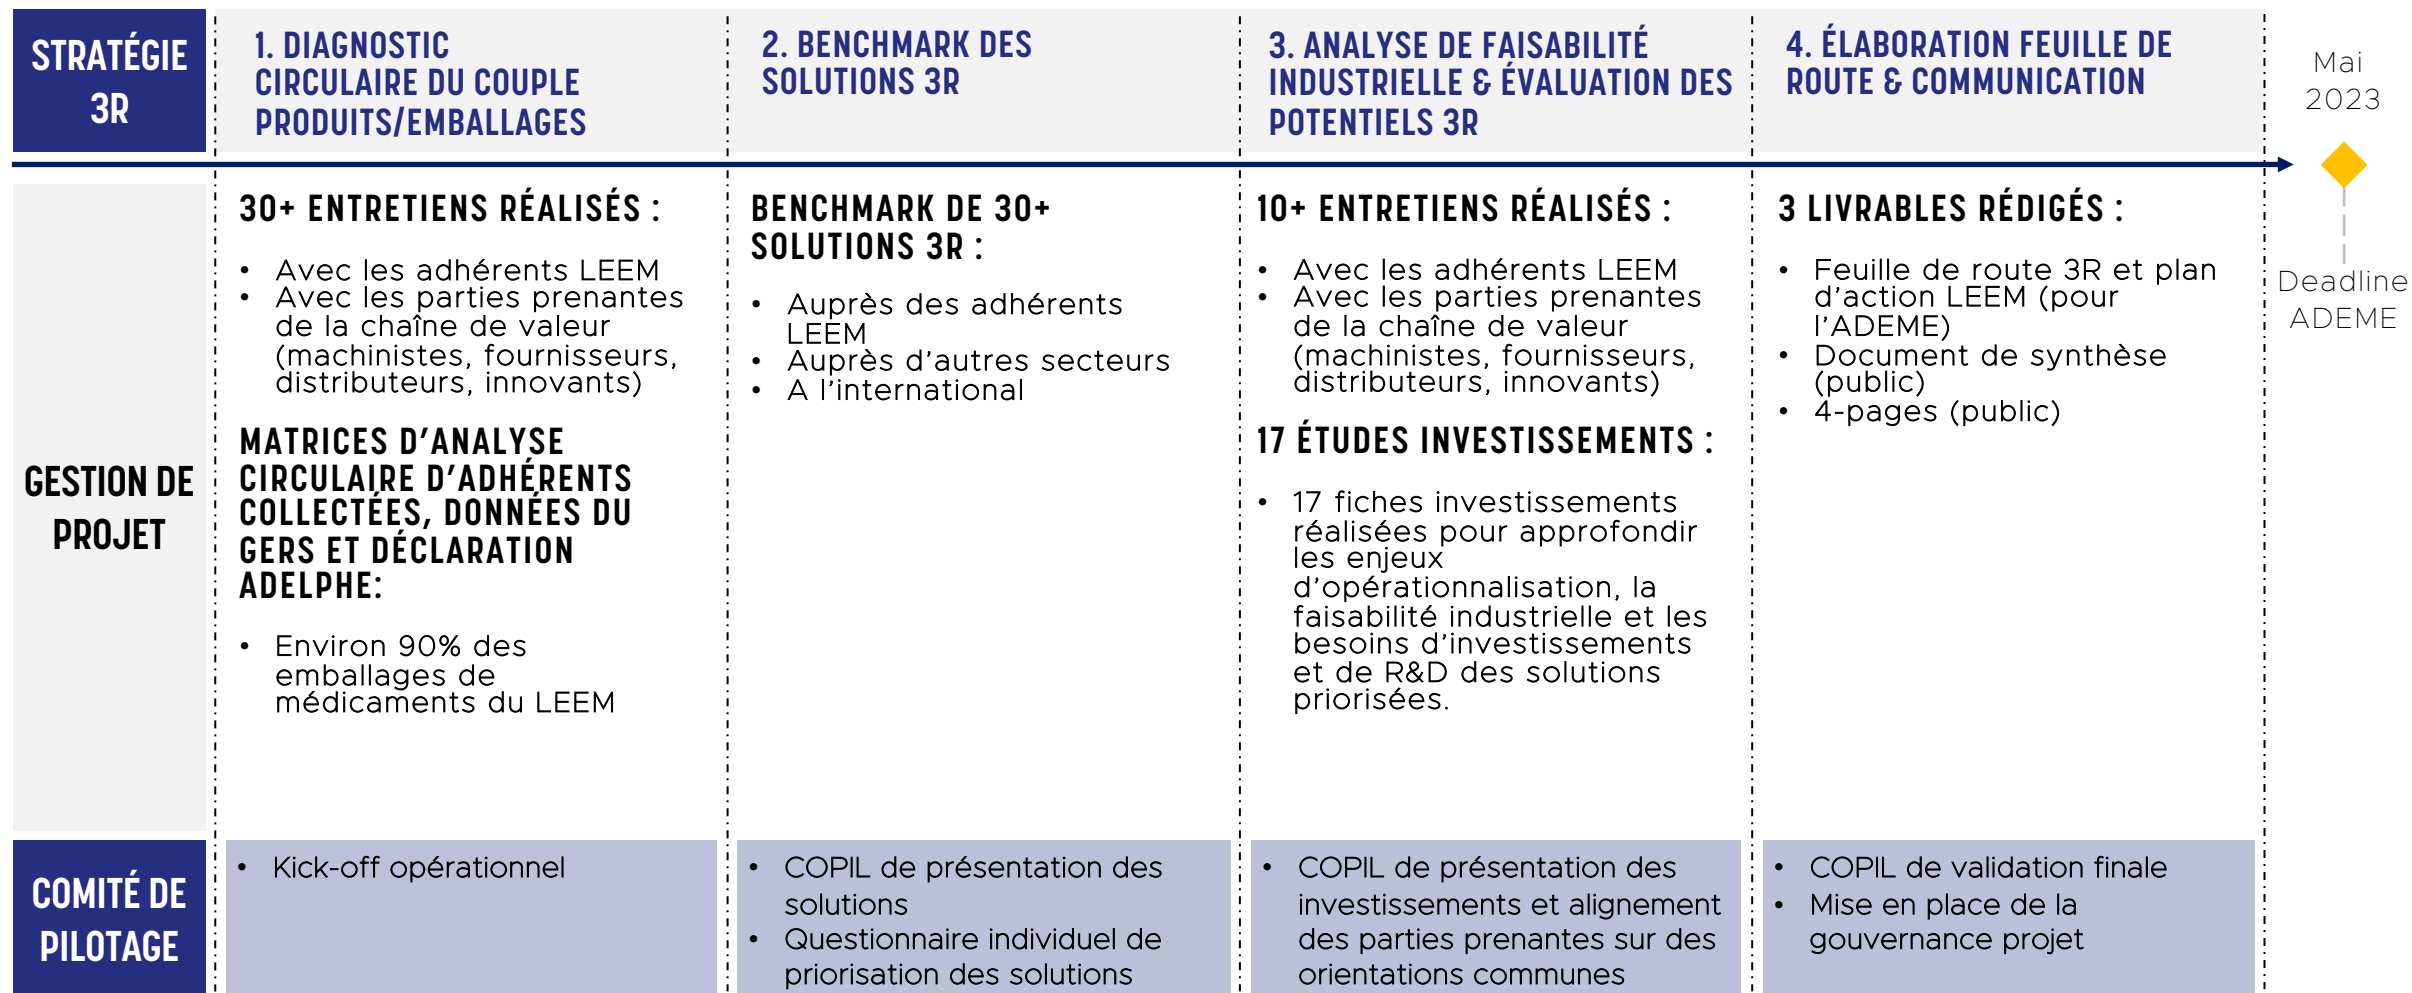 STRATÉGIE
3R
1. DIAGNOSTIC
CIRCULAIRE DU COUPLE
PRODUITS/EMBALLAGES
2. BENCHMARK DES
SOLUTIONS 3R
3. ANALYSE DE FAISABILITÉ
INDUSTRIELLE & ÉVALUATION DES
POTENTIELS 3R
4. ÉLABORATION FEUILLE DE
ROUTE & COMMUNICATION
Mai
2023
Deadline
ADEME
GESTION DE
PROJET
30+ ENTRETIENS RÉALISÉS :
• Avec les adhérents LEEM
• Avec les parties prenantes
de la chaîne de valeur
(machinistes, fournisseurs,
distributeurs, innovants)
MATRICES D'ANALYSE
CIRCULAIRE D'ADHÉRENTS
COLLECTÉES, DONNÉES DU
GERS ET DÉCLARATION
ADELPHE:
• Environ 90% des
emballages de
médicaments du LEEM
BENCHMARK DE 30+
SOLUTIONS 3R :
• Auprès des adhérents
LEEM
• Auprès d'autres secteurs
• A l'international
10+ ENTRETIENS RÉALISÉS :
• Avec les adhérents LEEM
• Avec les parties prenantes
de la chaîne de valeur
(machinistes, fournisseurs,
distributeurs, innovants)
17 ÉTUDES INVESTISSEMENTS :
• 17 fiches investissements
réalisées pour approfondir
les enjeux
d'opérationnalisation, la
faisabilité industrielle et les
besoins d'investissements
et de R&D des solutions
priorisées.
3 LIVRABLES RÉDIGÉS :
• Feuille de route 3R et plan
d'action LEEM (pour
l'ADEME)
• Document de synthèse
(public)
• 4-pages (public)
COMITÉ DE
PILOTAGE
• Kick-off opérationnel
• COPIL de présentation des
solutions
• Questionnaire individuel de
priorisation des solutions
• COPIL de présentation des
investissements et alignement
des parties prenantes sur des
orientations communes
• COPIL de validation finale
• Mise en place de la
gouvernance projet